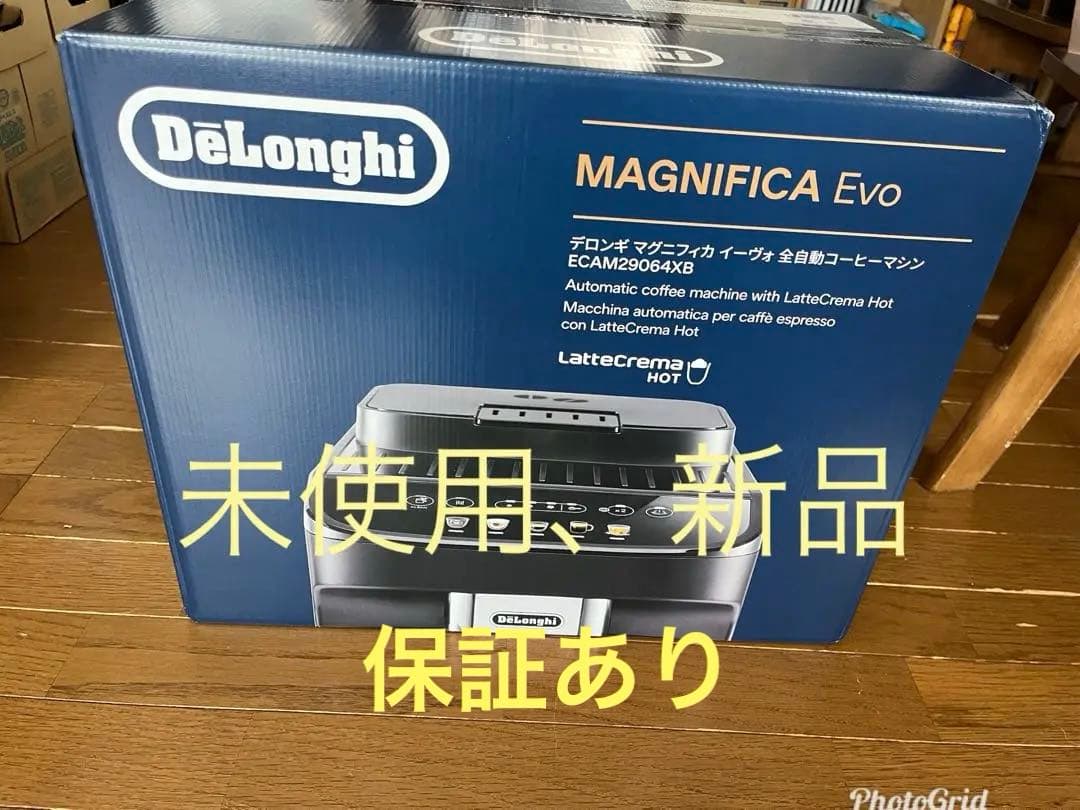 DeLonghi
DēLonghi
MAGNIFICA Evo
デロンギ マグニフィカ イーヴォ 全自動コーヒーマシン
ECAM29064XB
Automatic coffee machine with LatteCrema Hot
Macchina automatica per caffè espresso
con LatteCrema Hot
LatteCrema
HOT
未使用、新品
x2
DēLonghi
保証あり
PhotoGrid